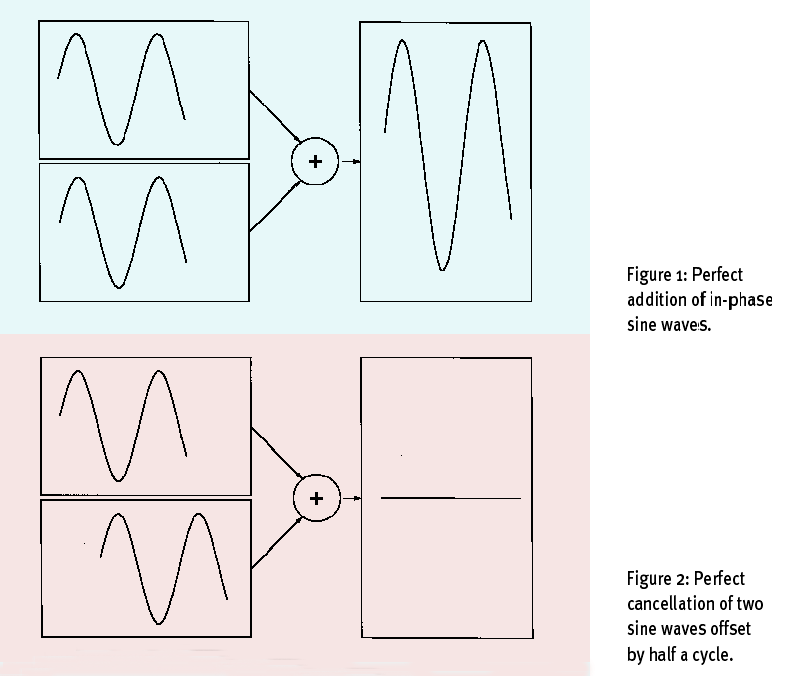 +
Figure 1: Perfect
addition of in-phase
sine waves.
+
Figure 2: Perfect
cancellation of two
sine waves offset
by half a cycle.